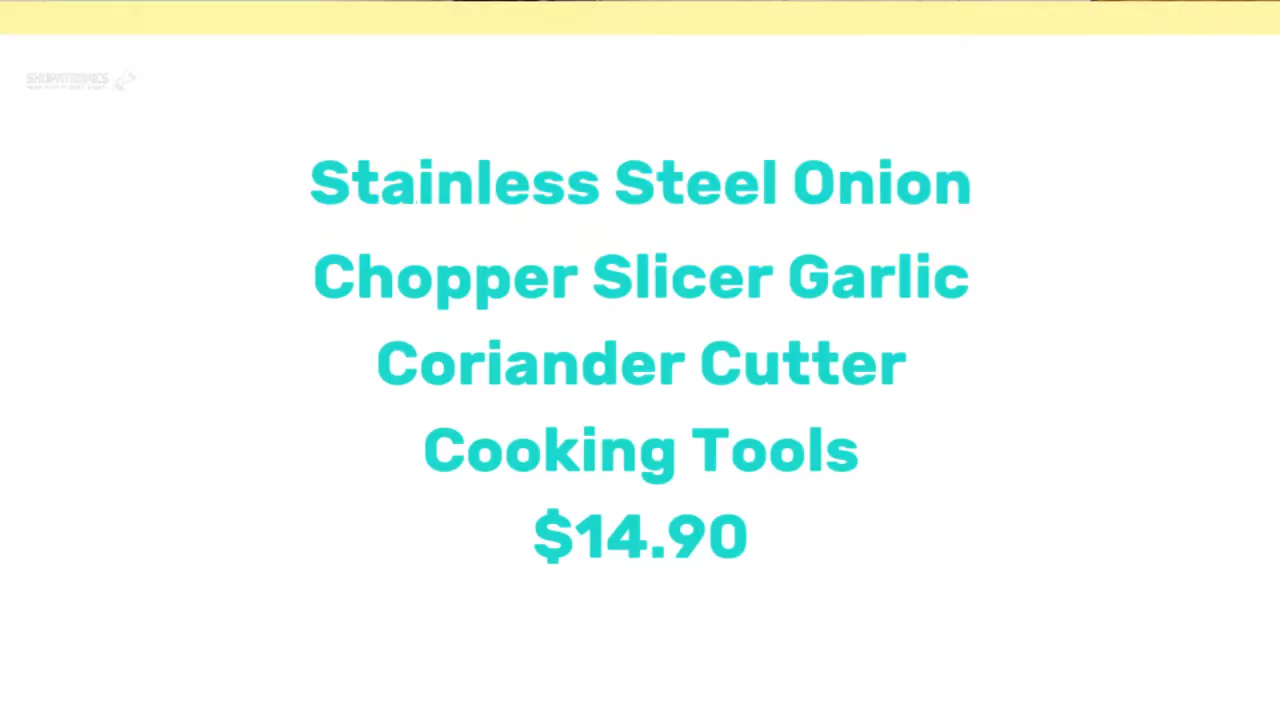 Stainless Steel Onion
Chopper Slicer Garlic
Coriander Cutter
Cooking Tools
$14.90